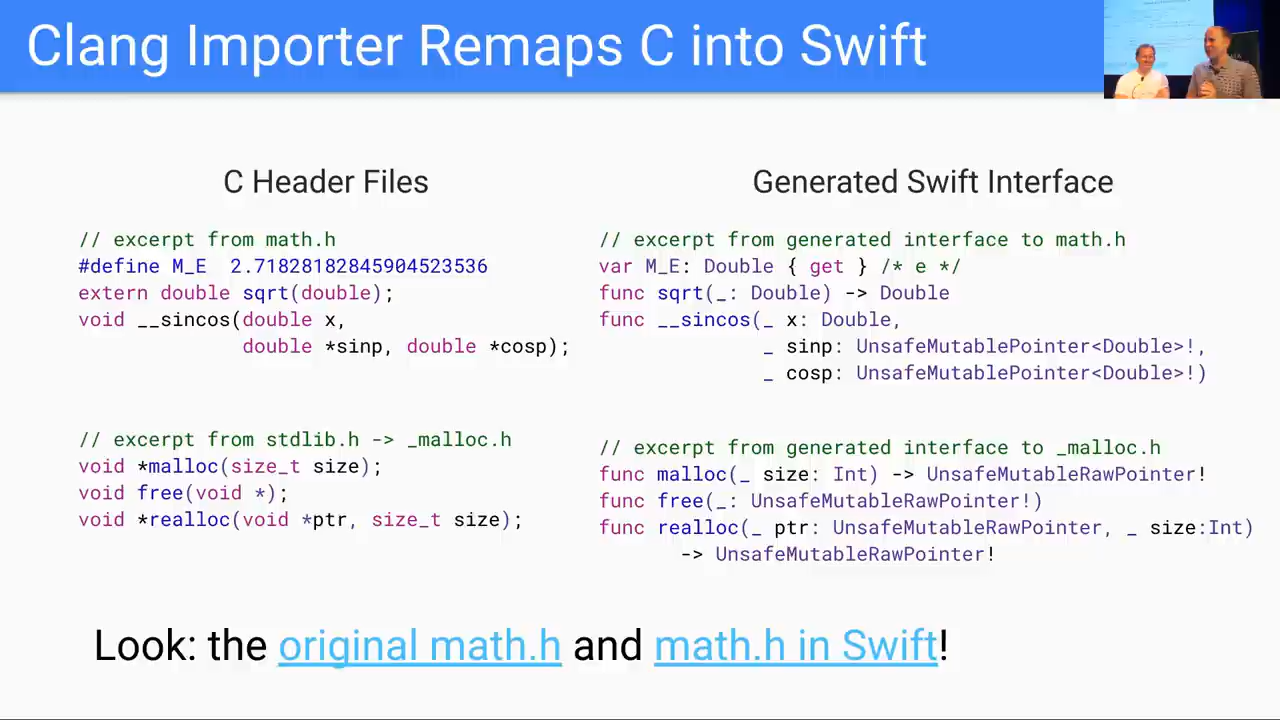 Clang Importer Remaps C into Swift
C Header Files
// excerpt from math.h
#define M_E  2.71828182845904523536
extern double sqrt(double);
void __sincos(double x,
double *sinp, double *cosp);
// excerpt from stdlib.h -> _malloc.h
void *malloc(size_t size);
void free(void *);
void *realloc(void *ptr, size_t size);
Generated Swift Interface
// excerpt from generated interface to math.h
var M_E: Double { get } /* e */
func sqrt(_: Double) -> Double
func __sincos(_ x: Double,
_ sinp: UnsafeMutablePointer<Double>!,
_ cosp: UnsafeMutablePointer<Double>!)
// excerpt from generated interface to _malloc.h
func malloc(_ size: Int) -> UnsafeMutableRawPointer!
func free(_: UnsafeMutableRawPointer!)
func realloc(_ ptr: UnsafeMutableRawPointer, _ size:Int)
-> UnsafeMutableRawPointer!
Look: the original math.h and math.h in Swift!